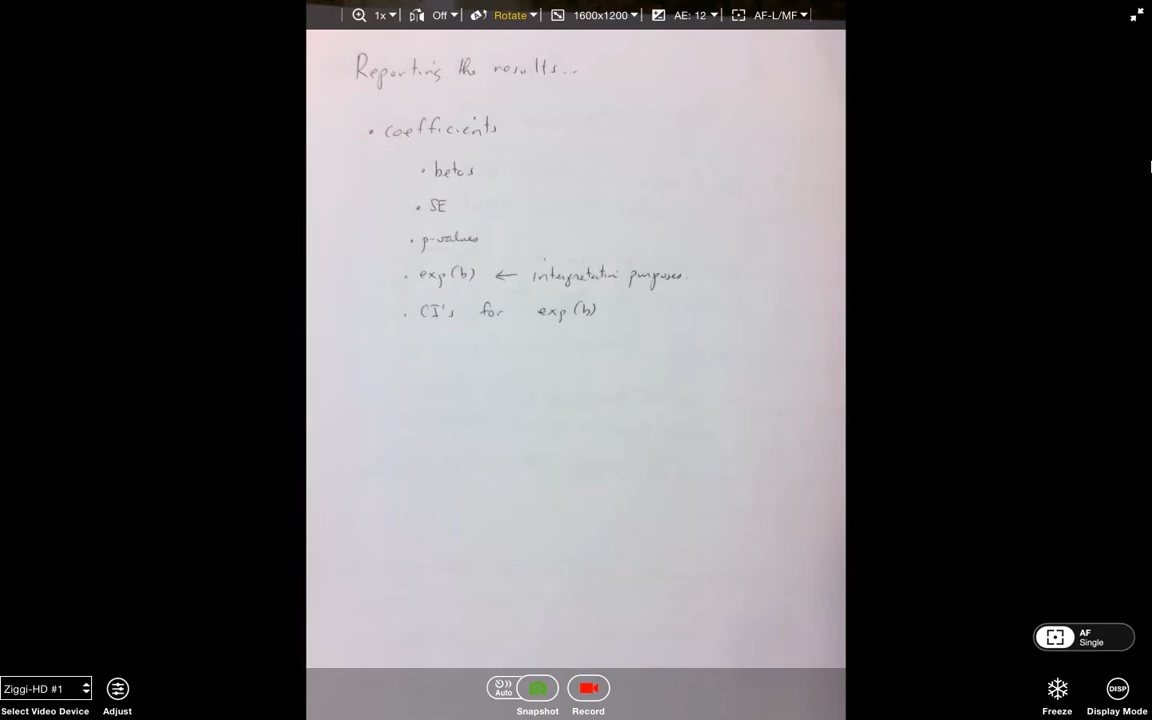 1x Off Rotate 1600x1200 AE: 12 AF-L/MF
Reporting the results...
• coefficients
• betas
• SE
• p-values
• exp(b) ← interpretation purposes.
• CI's for exp(b)
AF
Single
Ziggi-HD #1
Auto
DISP
Select Video Device Adjust Snapshot Record Freeze Display Mode